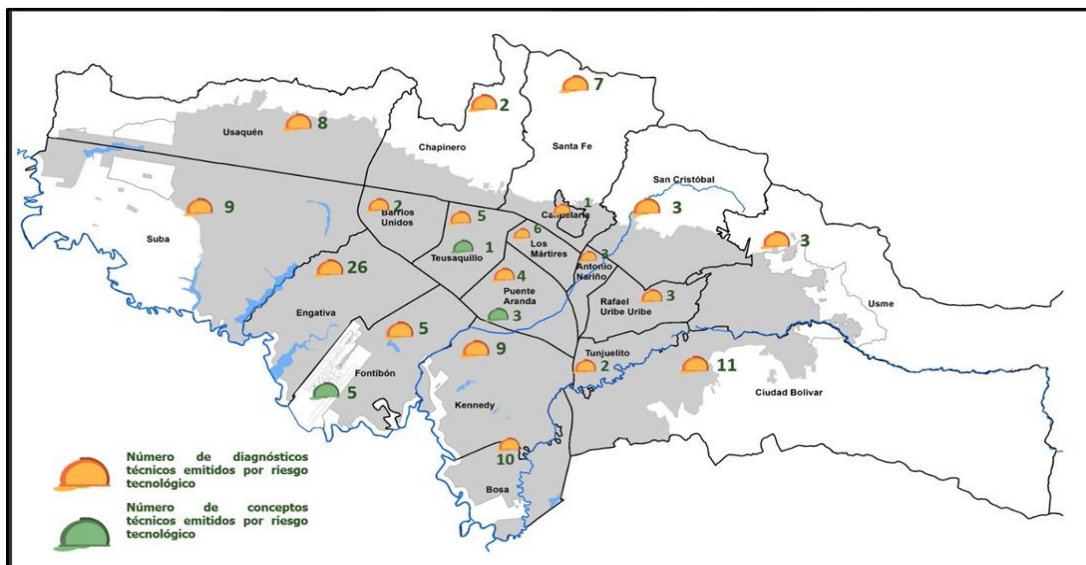 7
2
8
Usaquén
Chapinero
Santa Fe
San Cristóbal
9
2
Barrios
Unidos
5
1
Candelaria
3
Suba
6
Los
Mártires
1
Teusaquillo
3
Antonio
Nariño
3
26
4
Puente
Aranda
3
Rafael
Uribe Uribe
3
Usme
Engativa
5
9
Tunjuelito
2
11
Fontibón
5
Kennedy
Ciudad Bolivar
10
Bosa
Número de diagnósticos
técnicos emitidos por riesgo
tecnológico
Número de conceptos
técnicos emitidos por riesgo
tecnológico